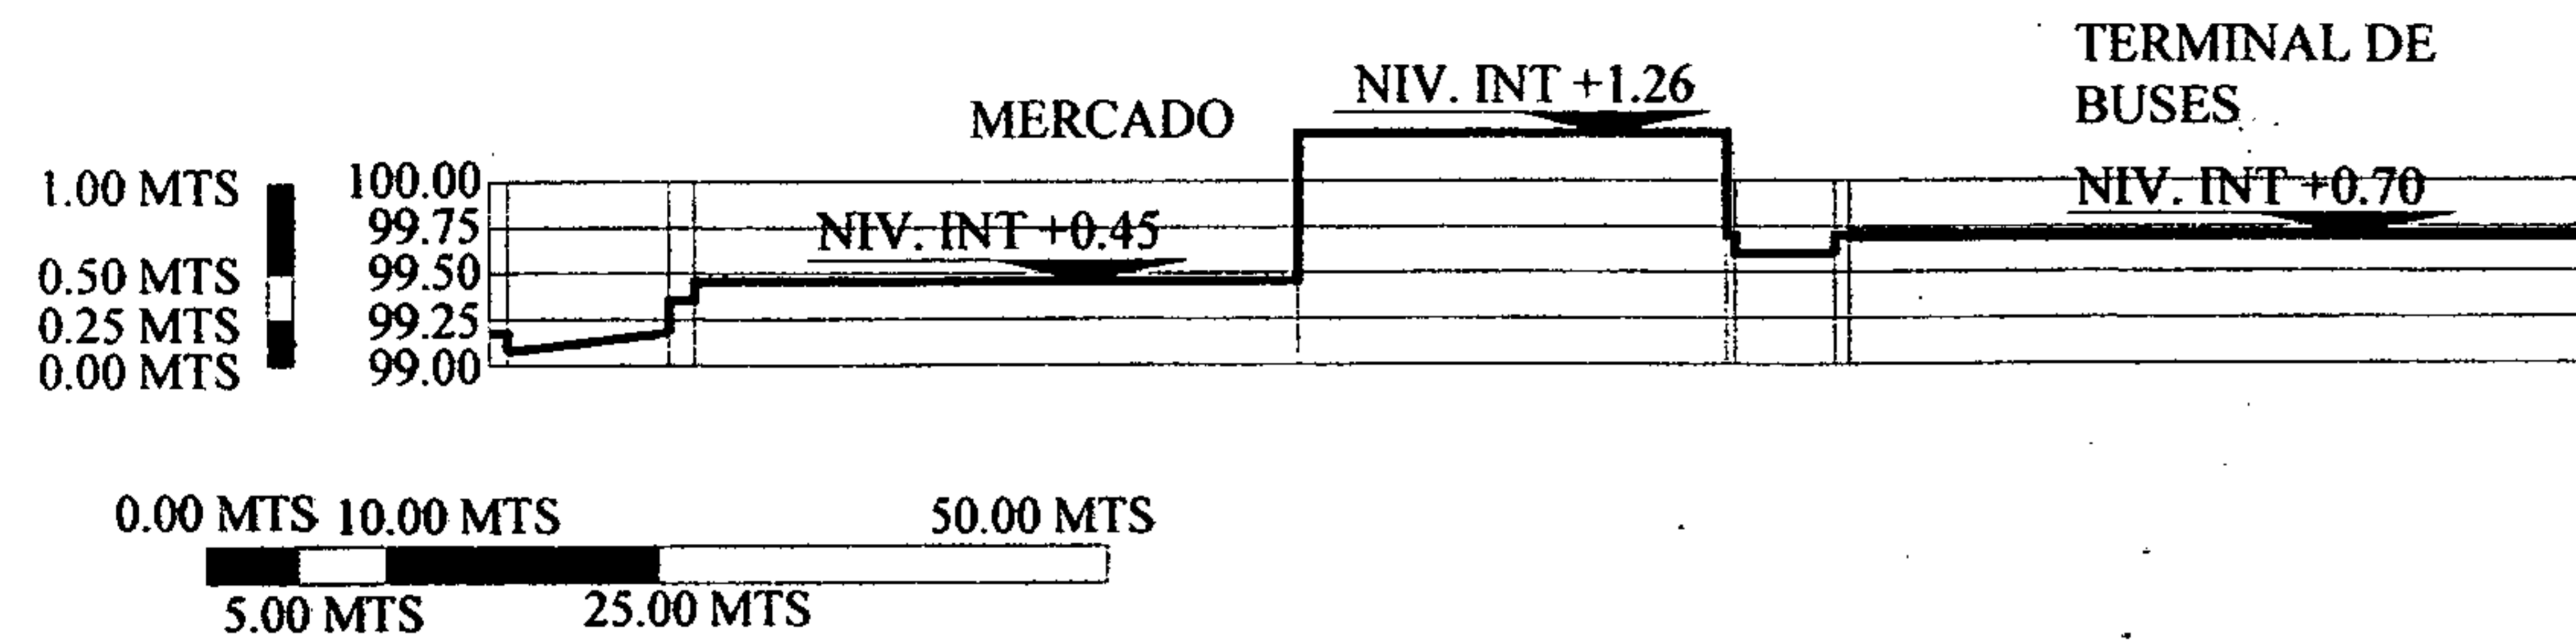 TERMINAL DE
BUSES
NIV. INT +1.26
MERCADO
1.00 MTS
100.00
NIV. INT +0.70
99.75
NIV. INT +0.45
0.50 MTS
99.50
0.25 MTS
99.25
0.00 MTS
99.00
0.00 MTS 10.00 MTS 50.00 MTS
5.00 MTS 25.00 MTS